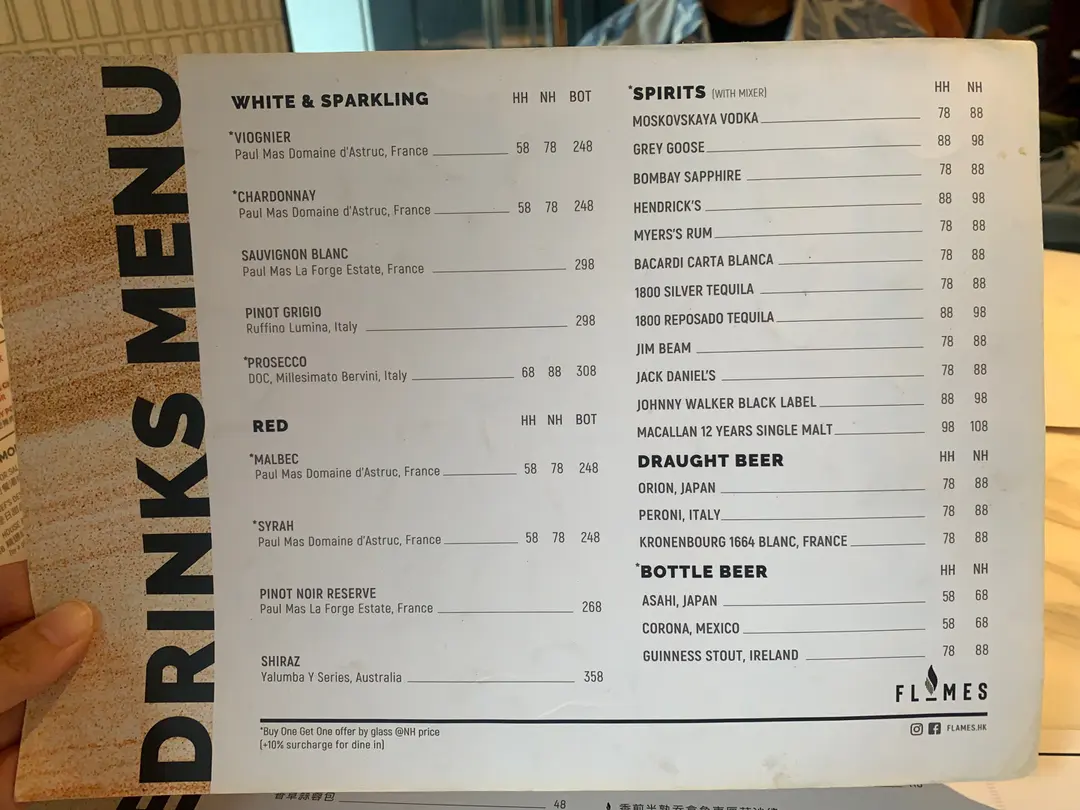 DRINKS MENU
WHITE & SPARKLING HH NH BOT
*VIOGNIER
Paul Mas Domaine d'Astruc, France 58 78 248
*CHARDONNAY
Paul Mas Domaine d'Astruc, France 58 78 248
SAUVIGNON BLANC
Paul Mas La Forge Estate, France 298
PINOT GRIGIO
Ruffino Lumina, Italy 298
*PROSECCO
DOC, Millesimato Bervini, Italy 68 88 308
RED HH NH BOT
*MALBEC
Paul Mas Domaine d'Astruc, France 58 78 248
*SYRAH
Paul Mas Domaine d'Astruc, France 58 78 248
PINOT NOIR RESERVE
Paul Mas La Forge Estate, France 268
SHIRAZ
Yalumba Y Series, Australia 358
*SPIRITS (WITH MIXER) HH NH
MOSKOVSKAYA VODKA 78 88
GREY GOOSE 88 98
BOMBAY SAPPHIRE 78 88
HENDRICK'S 88 98
MYERS'S RUM 78 88
BACARDI CARTA BLANCA 78 88
1800 SILVER TEQUILA 78 88
1800 REPOSADO TEQUILA 88 98
JIM BEAM 78 88
JACK DANIEL'S 78 88
JOHNNY WALKER BLACK LABEL 88 98
MACALLAN 12 YEARS SINGLE MALT 98 108
DRAUGHT BEER HH NH
ORION, JAPAN 78 88
PERONI, ITALY 78 88
KRONENBOURG 1664 BLANC, FRANCE 78 88
*BOTTLE BEER HH NH
ASAHI, JAPAN 58 68
CORONA, MEXICO 58 68
GUINNESS STOUT, IRELAND 78 88
FLAMES
*Buy One Get One offer by glass @NH price
(+10% surcharge for dine in)
FLAMES.HK
48